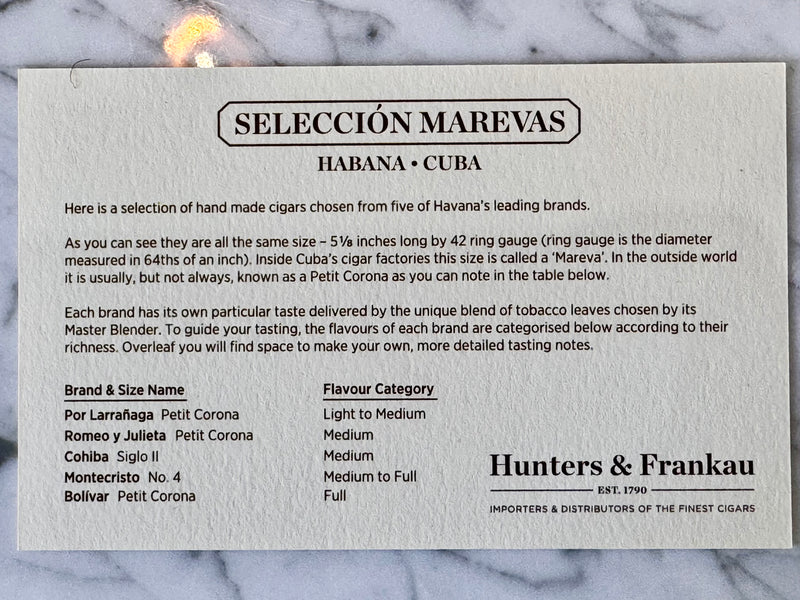 SELECCIÓN MAREVAS
HABANA • CUBA
Here is a selection of hand made cigars chosen from five of Havana's leading brands.
As you can see they are all the same size – 5⅛ inches long by 42 ring gauge (ring gauge is the diameter
measured in 64ths of an inch). Inside Cuba's cigar factories this size is called a 'Mareva'. In the outside world
it is usually, but not always, known as a Petit Corona as you can note in the table below.
Each brand has its own particular taste delivered by the unique blend of tobacco leaves chosen by its
Master Blender. To guide your tasting, the flavours of each brand are categorised below according to their
richness. Overleaf you will find space to make your own, more detailed tasting notes.
Brand & Size Name Flavour Category
Por Larrañaga Petit Corona Light to Medium
Romeo y Julieta Petit Corona Medium
Cohiba Siglo II Medium
Montecristo No. 4 Medium to Full
Bolívar Petit Corona Full
Hunters & Frankau
EST. 1790
IMPORTERS & DISTRIBUTORS OF THE FINEST CIGARS